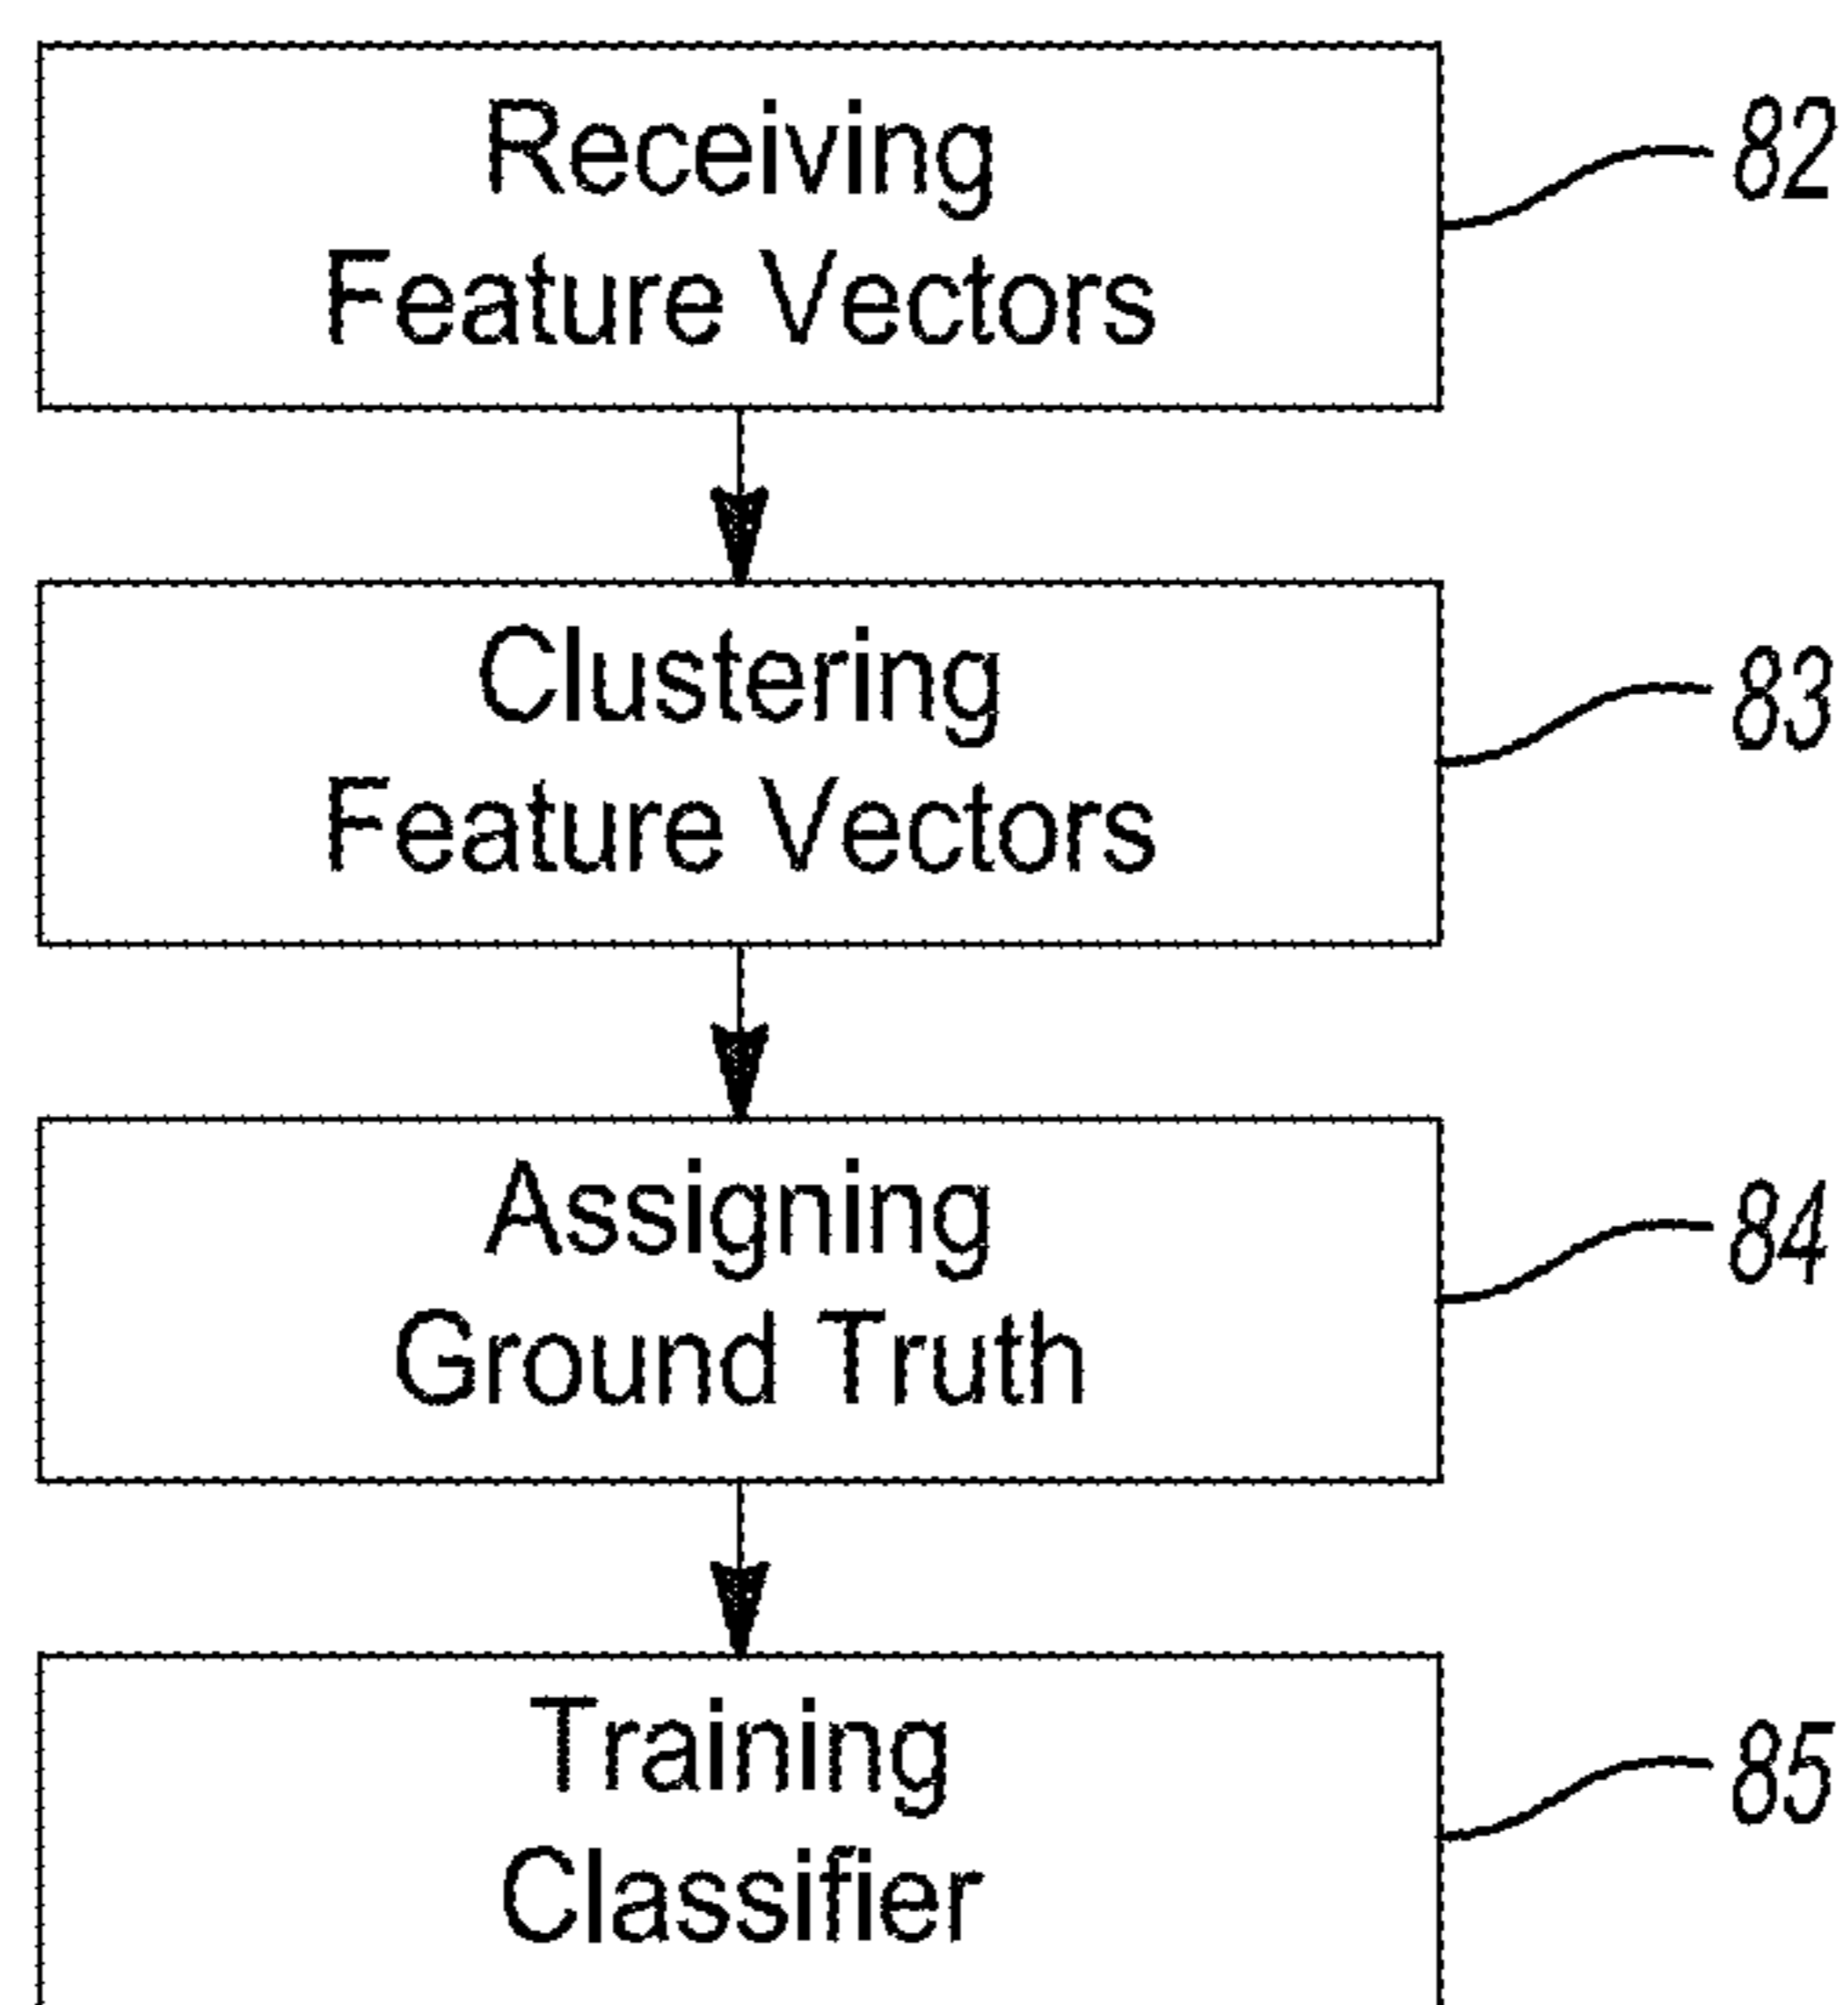 Receiving
Feature Vectors
82
Clustering
Feature Vectors
83
Assigning
Ground Truth
84
Training
Classifier
85